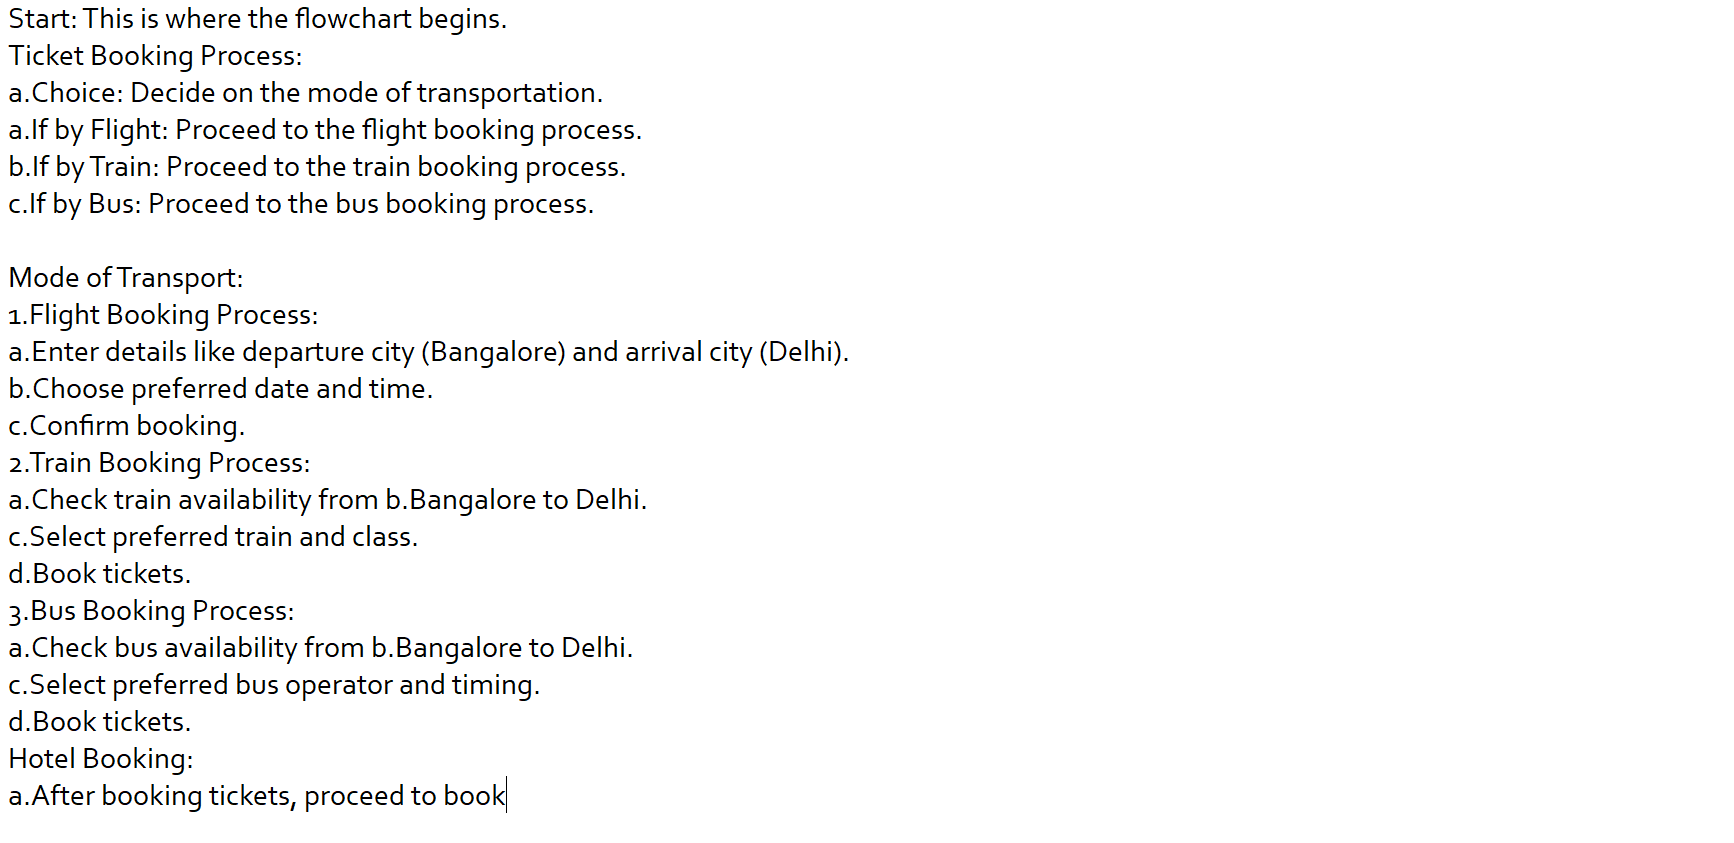 Start: This is where the flowchart begins.
Ticket Booking Process:
a.Choice: Decide on the mode of transportation.
a.If by Flight: Proceed to the flight booking process.
b.If by Train: Proceed to the train booking process.
c.If by Bus: Proceed to the bus booking process.
Mode of Transport:
1.Flight Booking Process:
a.Enter details like departure city (Bangalore) and arrival city (Delhi).
b.Choose preferred date and time.
c.Confirm booking.
2.Train Booking Process:
a.Check train availability from b.Bangalore to Delhi.
c.Select preferred train and class.
d.Book tickets.
3.Bus Booking Process:
a.Check bus availability from b.Bangalore to Delhi.
c.Select preferred bus operator and timing.
d.Book tickets.
Hotel Booking:
a.After booking tickets, proceed to book